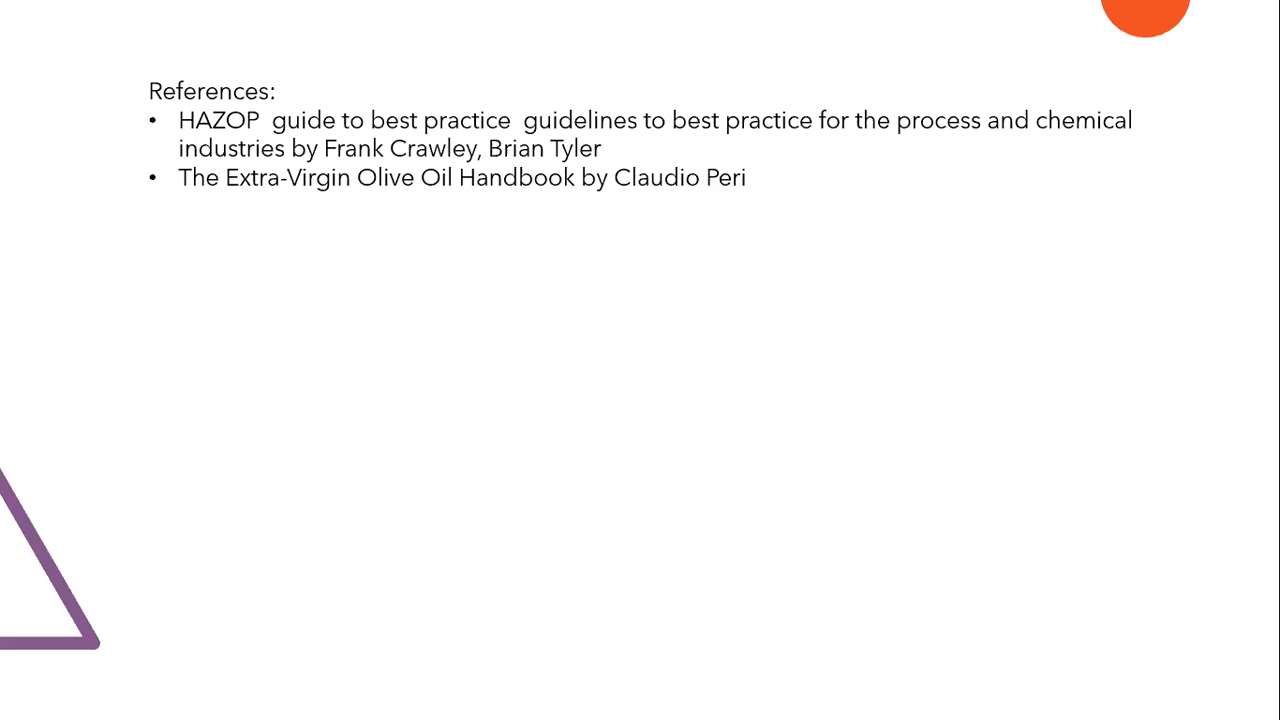 References:
• HAZOP  guide to best practice  guidelines to best practice for the process and chemical
industries by Frank Crawley, Brian Tyler
• The Extra-Virgin Olive Oil Handbook by Claudio Peri